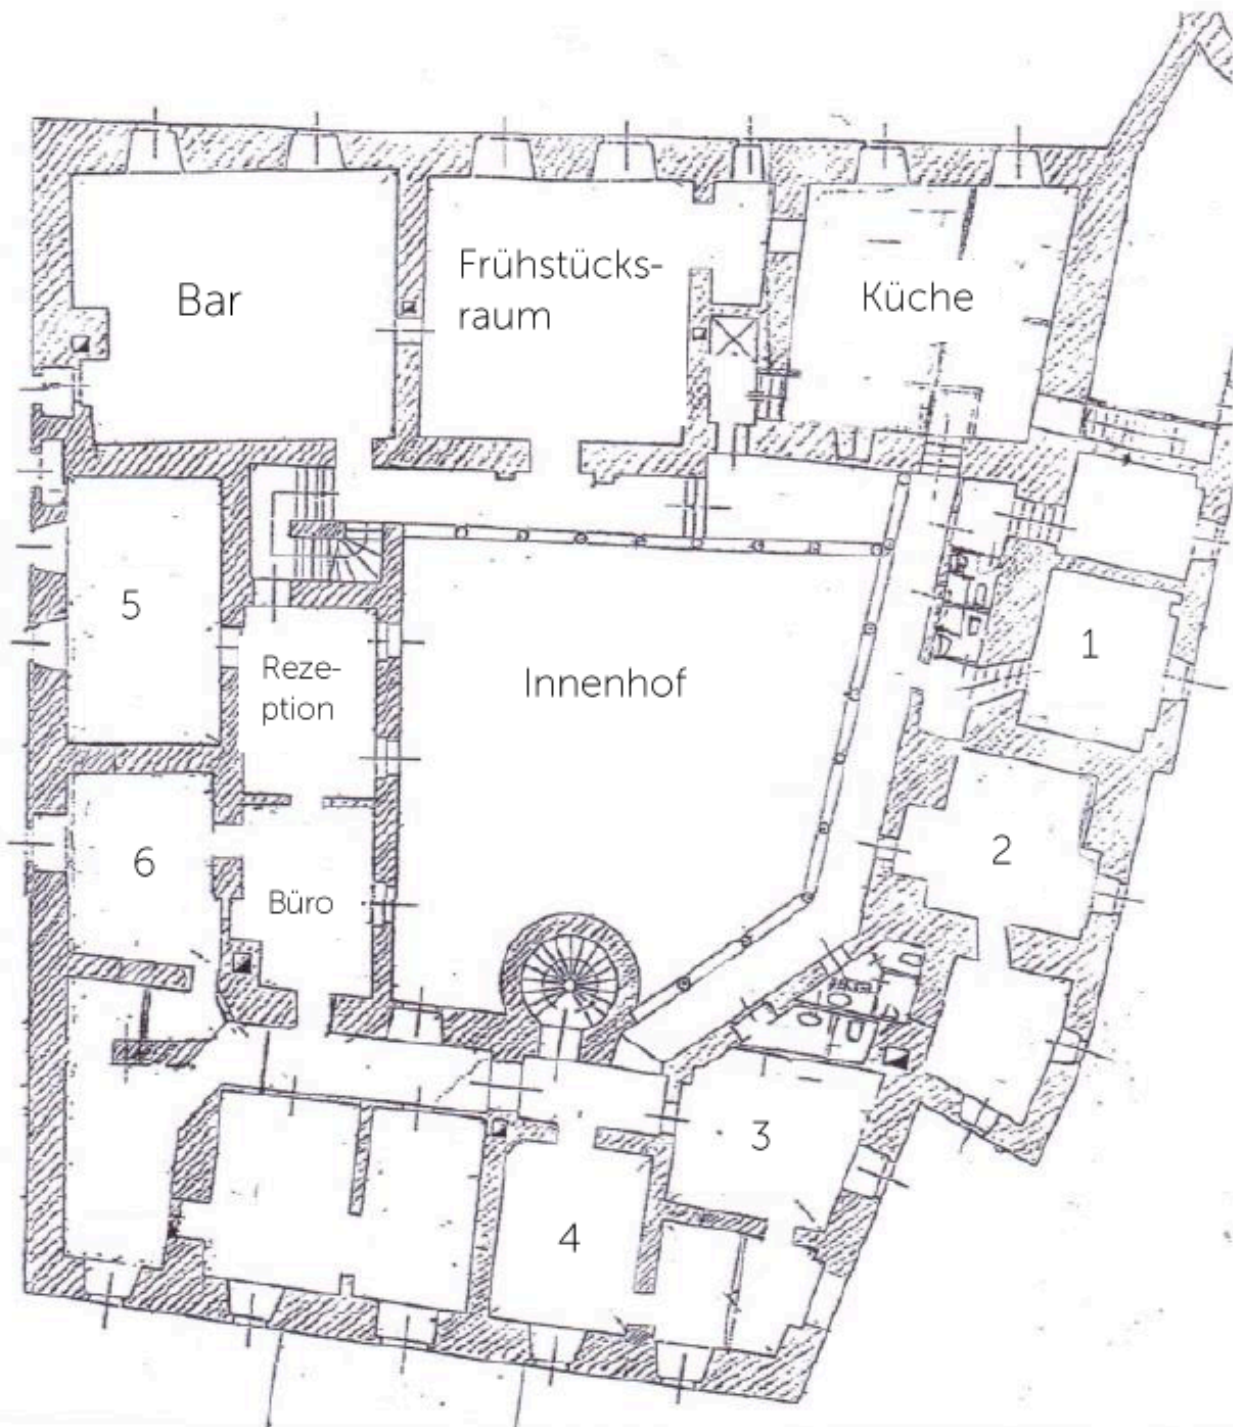 Bar
Frühstücks-
raum
Küche
5
Reze-
ption
Innenhof
1
6
Büro
2
3
4